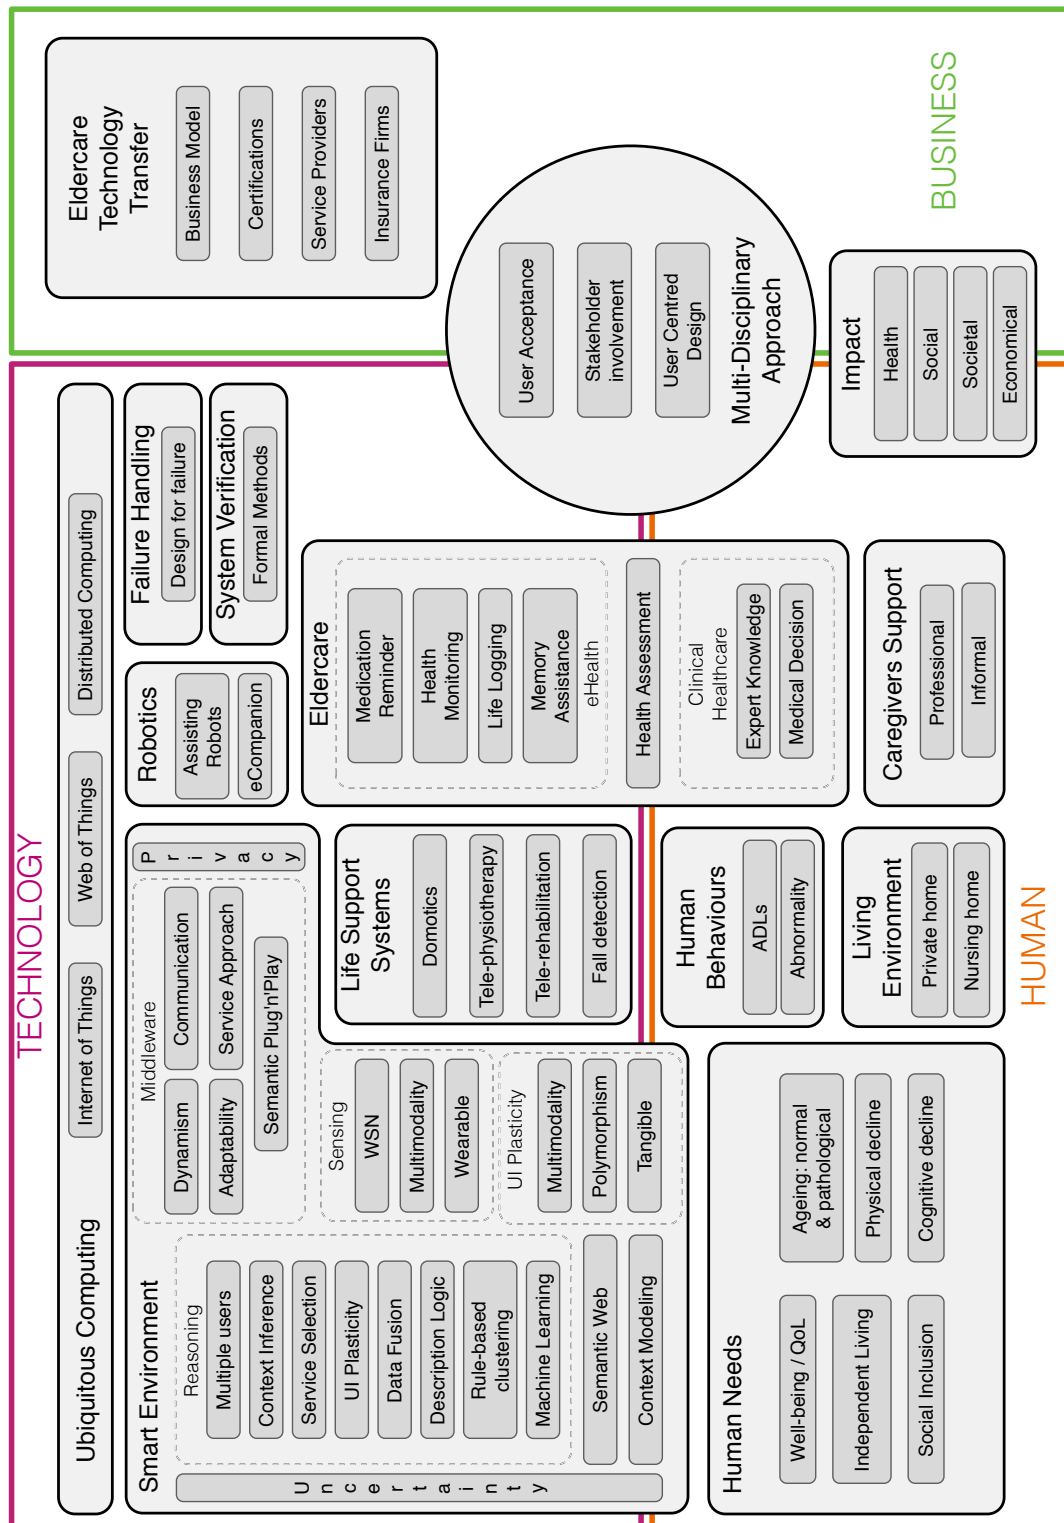 TECHNOLOGY
Ubiquitous Computing
Internet of Things
Web of Things
Distributed Computing
Smart Environment
Uncertainty
Reasoning
Multiple users
Context Inference
Service Selection
UI Plasticity
Data Fusion
Description Logic
Rule-based
clustering
Machine Learning
Semantic Web
Context Modeling
Middleware
Dynamism
Communication
Adaptability
Service Approach
Semantic Plug'n'Play
Privacy
Sensing
WSN
Multimodality
Wearable
UI Plasticity
Multimodality
Polymorphism
Tangible
Robotics
Assisting
Robots
eCompanion
Failure Handling
Design for failure
System Verification
Formal Methods
Life Support
Systems
Domotics
Tele-physiotherapy
Tele-rehabilitation
Fall detection
Eldercare
Medication
Reminder
Health
Monitoring
Life Logging
Memory
Assistance
eHealth
Health Assessment
Clinical
Healthcare
Expert Knowledge
Medical Decision
Eldercare
Technology
Transfer
Business Model
Certifications
Service Providers
Insurance Firms
BUSINESS
User Acceptance
Stakeholder
involvement
User Centred
Design
Multi-Disciplinary
Approach
Impact
Health
Social
Societal
Economical
Human Needs
Well-being / QoL
Independent Living
Social Inclusion
Ageing: normal
& pathological
Physical decline
Cognitive decline
Human
Behaviours
ADLs
Abnormality
Living
Environment
Private home
Nursing home
Caregivers Support
Professional
Informal
HUMAN